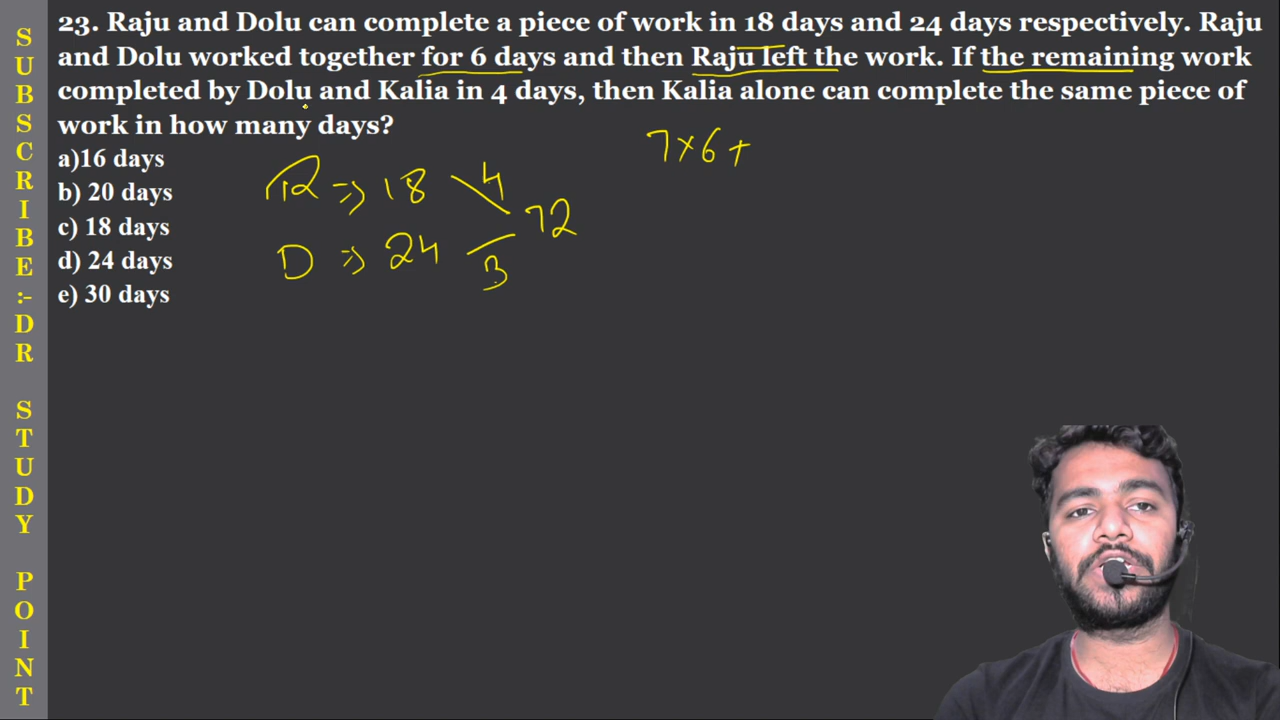 SUBSCRIBE:-DR STUDY POINT
23. Raju and Dolu can complete a piece of work in 18 days and 24 days respectively. Raju
and Dolu worked together for 6 days and then Raju left the work. If the remaining work
completed by Dolu and Kalia in 4 days, then Kalia alone can complete the same piece of
work in how many days?
a)16 days
b) 20 days
c) 18 days
d) 24 days
e) 30 days
7×6+
R => 18 4
72
D => 24 3